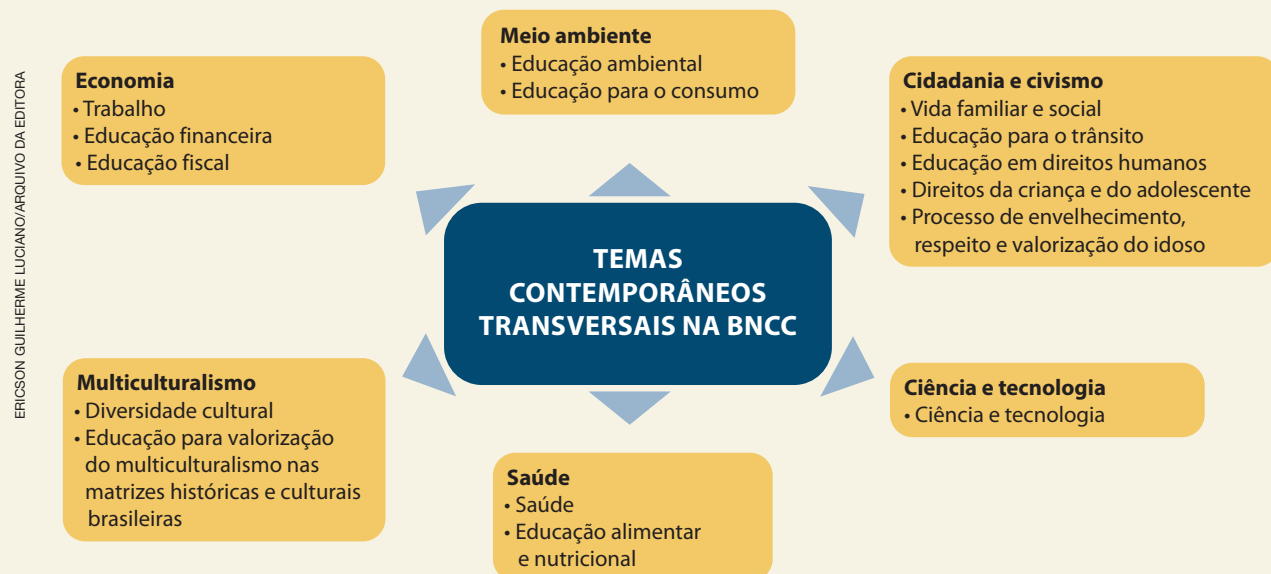 ERICSON GUILHERME LUCIANO/ARQUIVO DA EDITORA
Economia
• Trabalho
• Educação financeira
• Educação fiscal
Meio ambiente
• Educação ambiental
• Educação para o consumo
Cidadania e civismo
• Vida familiar e social
• Educação para o trânsito
• Educação em direitos humanos
• Direitos da criança e do adolescente
• Processo de envelhecimento,
respeito e valorização do idoso
TEMAS
CONTEMPORÂNEOS
TRANSVERSAIS NA BNCC
Multiculturalismo
• Diversidade cultural
• Educação para valorização
do multiculturalismo nas
matrizes históricas e culturais
brasileiras
Saúde
• Saúde
• Educação alimentar
e nutricional
Ciência e tecnologia
• Ciência e tecnologia